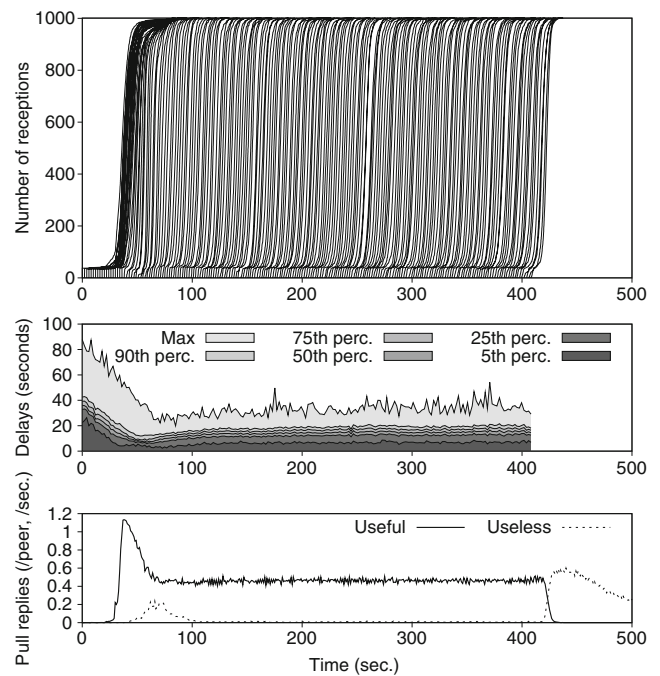 Number of receptions
1000
800
600
400
200
0
0 100 200 300 400 500
Delays (seconds)
100
80
60
40
20
0
Max 75th perc. 25th perc.
90th perc. 50th perc. 5th perc.
0 100 200 300 400 500
Pull replies (/peer, /sec.)
1.2
1
0.8
0.6
0.4
0.2
0
Useful Useless
0 100 200 300 400 500
Time (sec.)